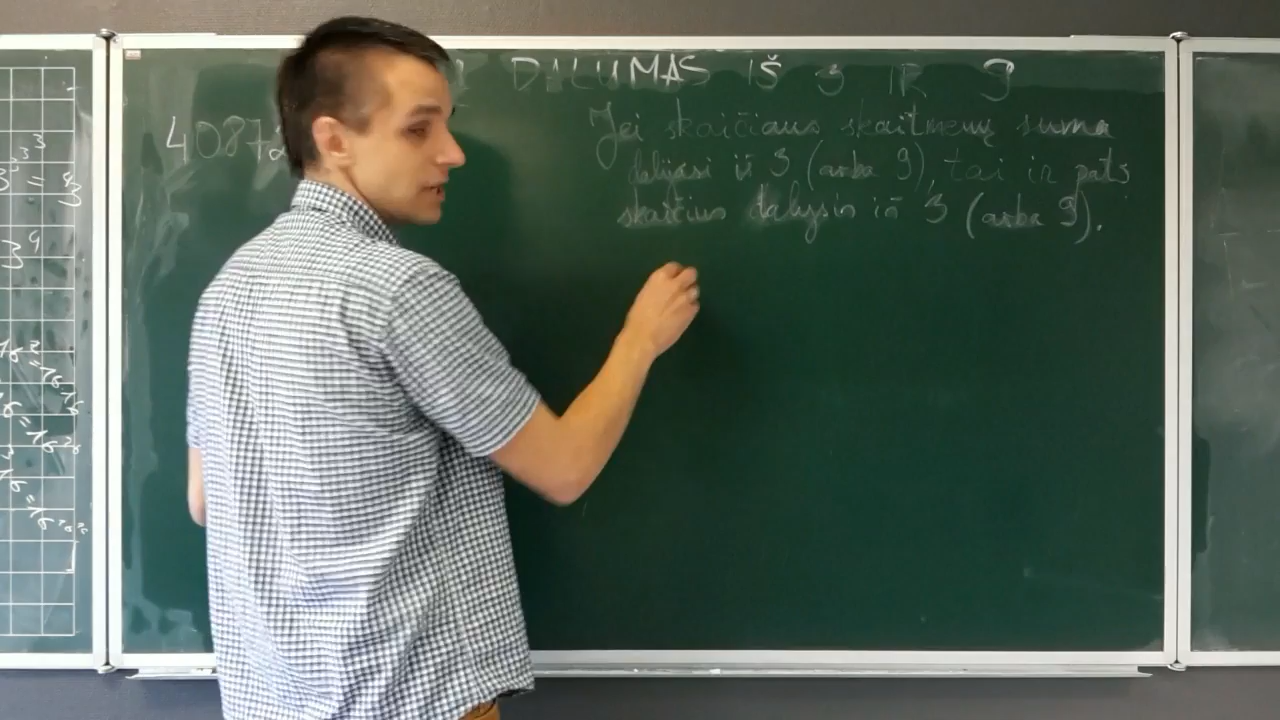 DALUMAS IŠ 3 IR 9
40872
Jei skaičiaus skaitmenų suma
dalijasi iš 3 (arba 9), tai ir pats
skaičius dalysis iš 3 (arba 9).